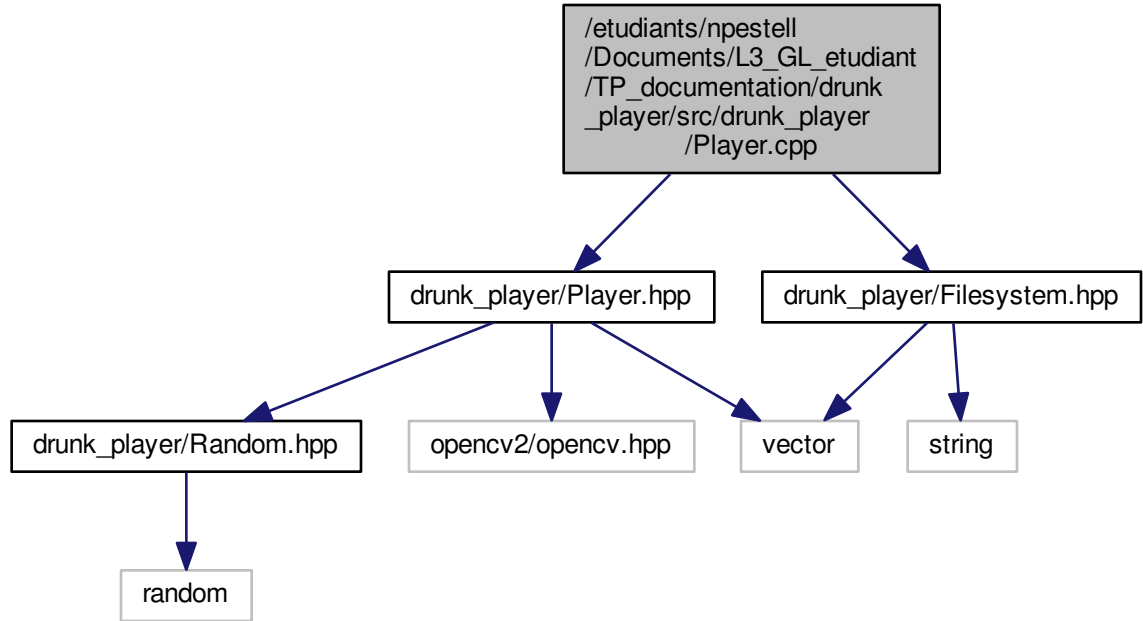 /etudiants/npestell
/Documents/L3_GL_etudiant
/TP_documentation/drunk
_player/src/drunk_player
/Player.cpp
drunk_player/Player.hpp
drunk_player/Filesystem.hpp
drunk_player/Random.hpp
opencv2/opencv.hpp
vector
string
random